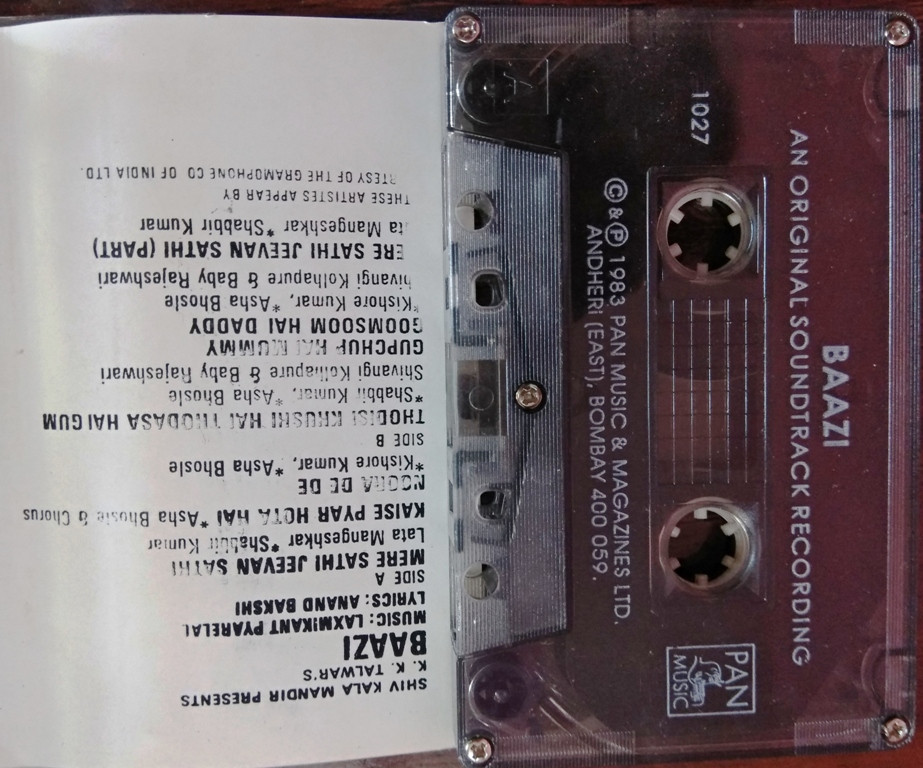 SHIV KALA MANDIR PRESENTS
K. K. TALWAR'S
BAAZI
MUSIC: LAXMIKANT PYARELAL
LYRICS: ANAND BAKSHI
SIDE A
MERE SATHI JEEVAN SATHI
Lata Mangeshkar *Shabbir Kumar
KAISE PYAR HOTA HAI *Asha Bhosle & Chorus
DE DE
*Kishore Kumar, *Asha Bhosle
SIDE B
THODISI KHUSHI HAI THODASA HAI GUM
*Shabbir Kumar, *Asha Bhosle
Shivangi Kolhapure & Baby Rajeshwari
GUPCHUP HAI MUMMY
GOOMSOOM HAI DADDY
*Kishore Kumar, *Asha Bhosle
hivangi Kolhapure & Baby Rajeshwari
ERE SATHI JEEVAN SATHI (PART)
ata Mangeshkar *Shabbir Kumar
THESE ARTISTES APPEAR BY
RTESY OF THE GRAMOPHONE CO OF INDIA LTD.
BAAZI
AN ORIGINAL SOUNDTRACK RECORDING
1027
PAN
MUSIC
© & ℗ 1983 PAN MUSIC & MAGAZINES LTD.
ANDHERI (EAST), BOMBAY 400 059.
A